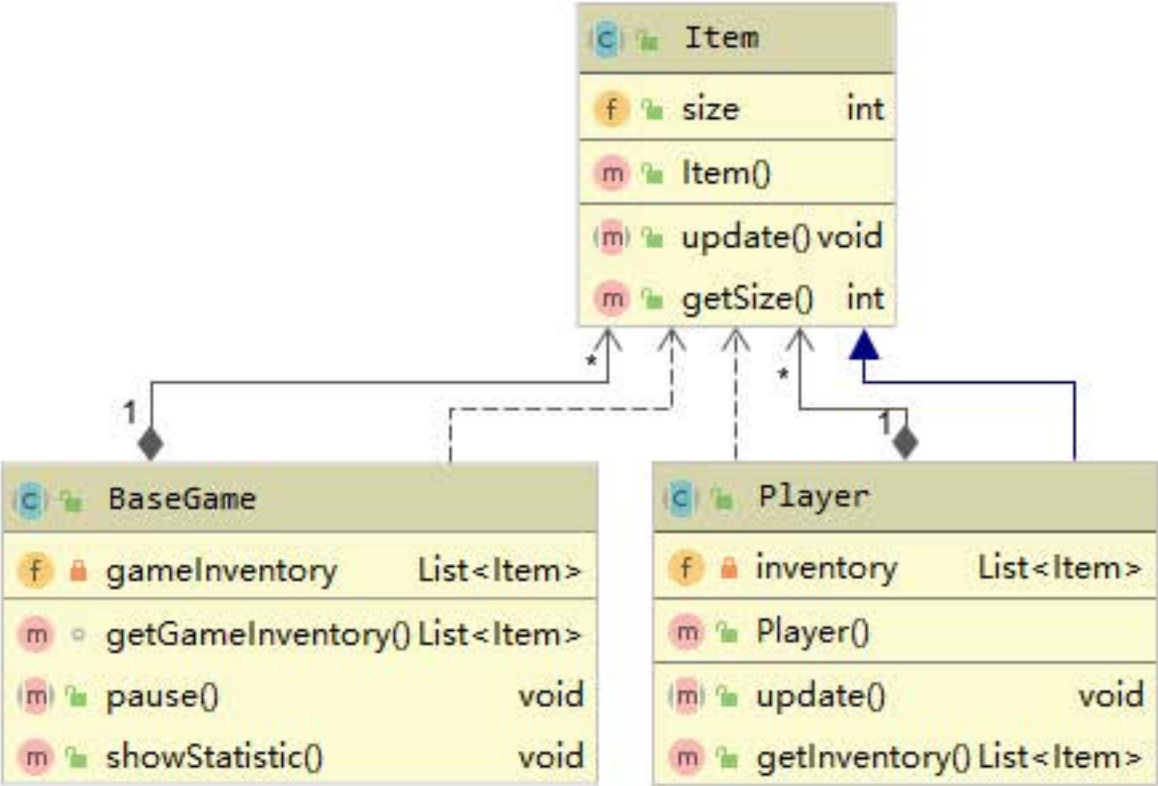 C Item
f size int
m Item()
m update() void
m getSize() int
* *
1 1
C BaseGame
f gameInventory List<Item>
m getGameInventory() List<Item>
m pause() void
m showStatistic() void
C Player
f inventory List<Item>
m Player()
m update() void
m getInventory() List<Item>